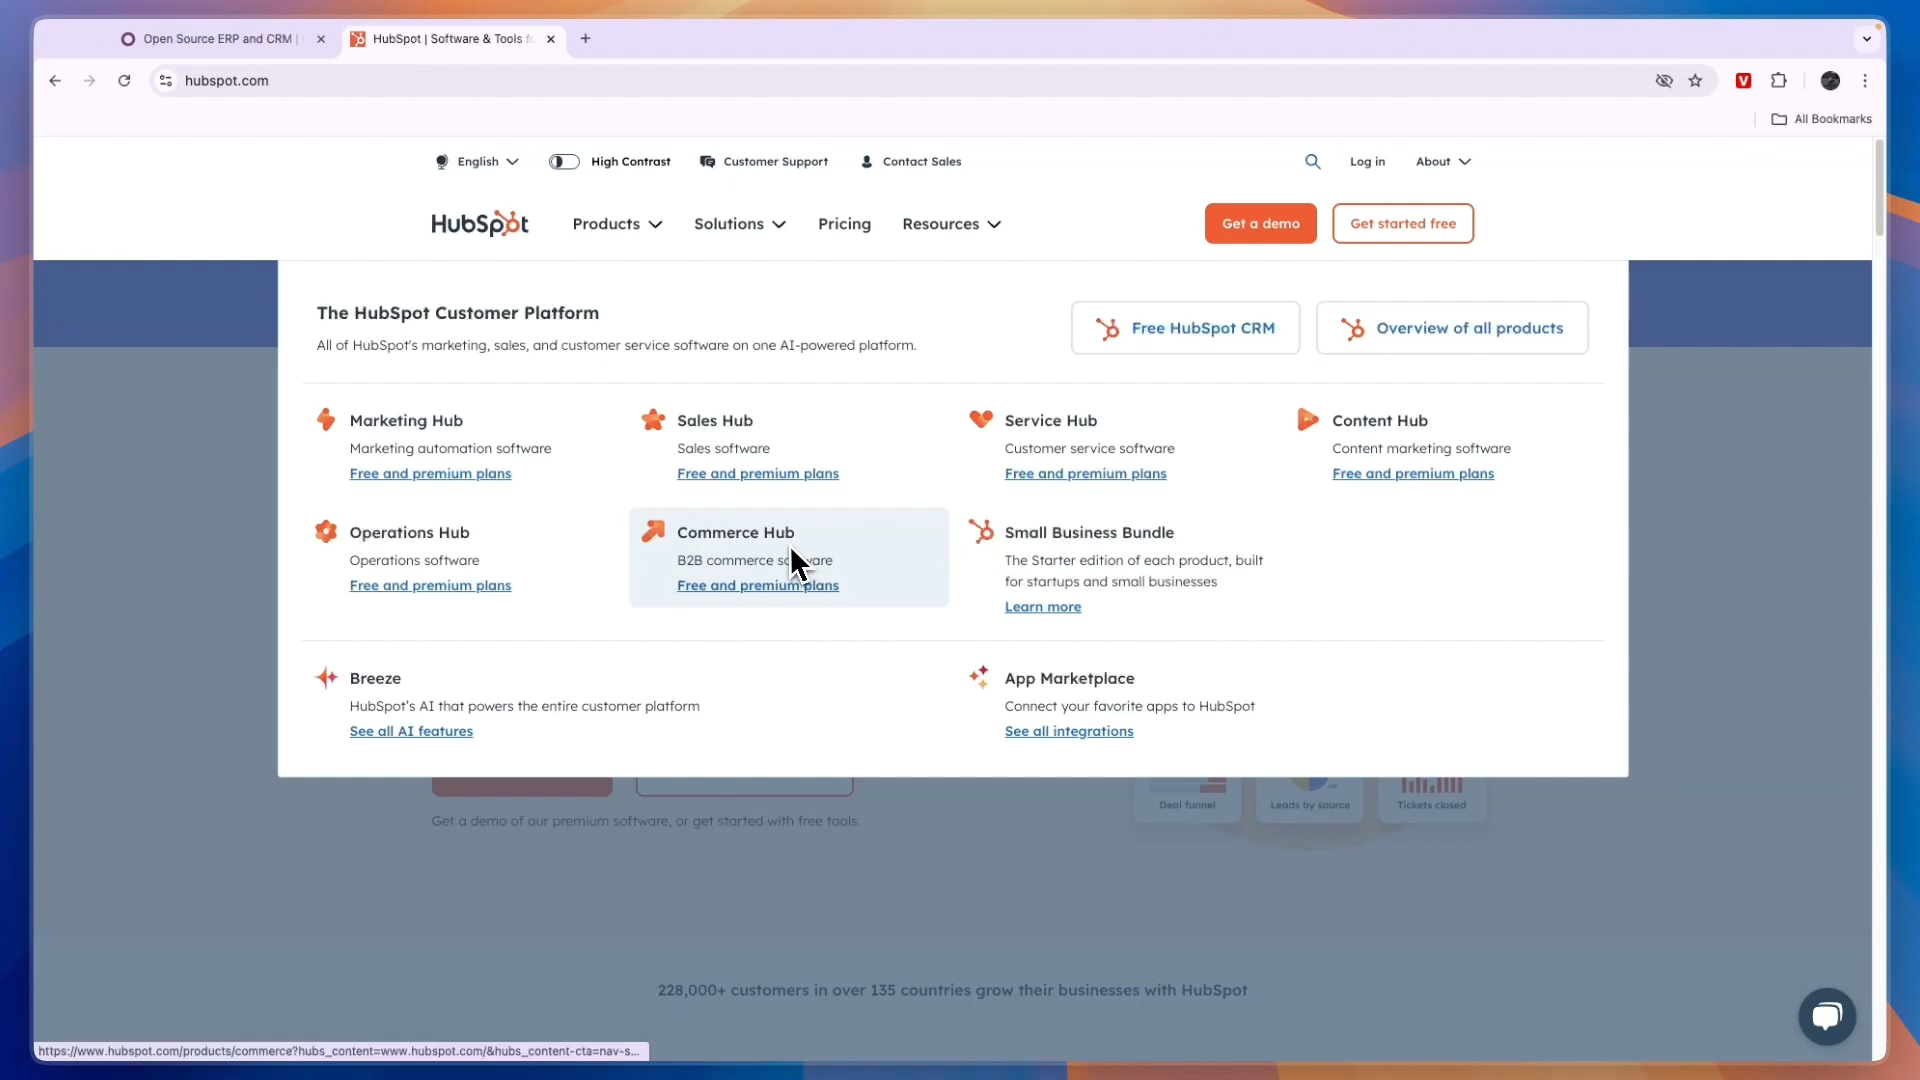 Open Source ERP and CRM |
HubSpot | Software & Tools fo
hubspot.com
All Bookmarks
English
High Contrast
Customer Support
Contact Sales
Log in
About
HubSpot
Products
Solutions
Pricing
Resources
Get a demo
Get started free
The HubSpot Customer Platform
All of HubSpot's marketing, sales, and customer service software on one AI-powered platform.
Free HubSpot CRM
Overview of all products
Marketing Hub
Marketing automation software
Free and premium plans
Sales Hub
Sales software
Free and premium plans
Service Hub
Customer service software
Free and premium plans
Content Hub
Content marketing software
Free and premium plans
Operations Hub
Operations software
Free and premium plans
Commerce Hub
B2B commerce software
Free and premium plans
Small Business Bundle
The Starter edition of each product, built
for startups and small businesses
Learn more
Breeze
HubSpot's AI that powers the entire customer platform
See all AI features
App Marketplace
Connect your favorite apps to HubSpot
See all integrations
Get a demo of our premium software, or get started with free tools.
Deal funnel
Leads by source
Tickets closed
228,000+ customers in over 135 countries grow their businesses with HubSpot
https://www.hubspot.com/products/commerce?hubs_content=www.hubspot.com/&hubs_content-cta=nav-s...